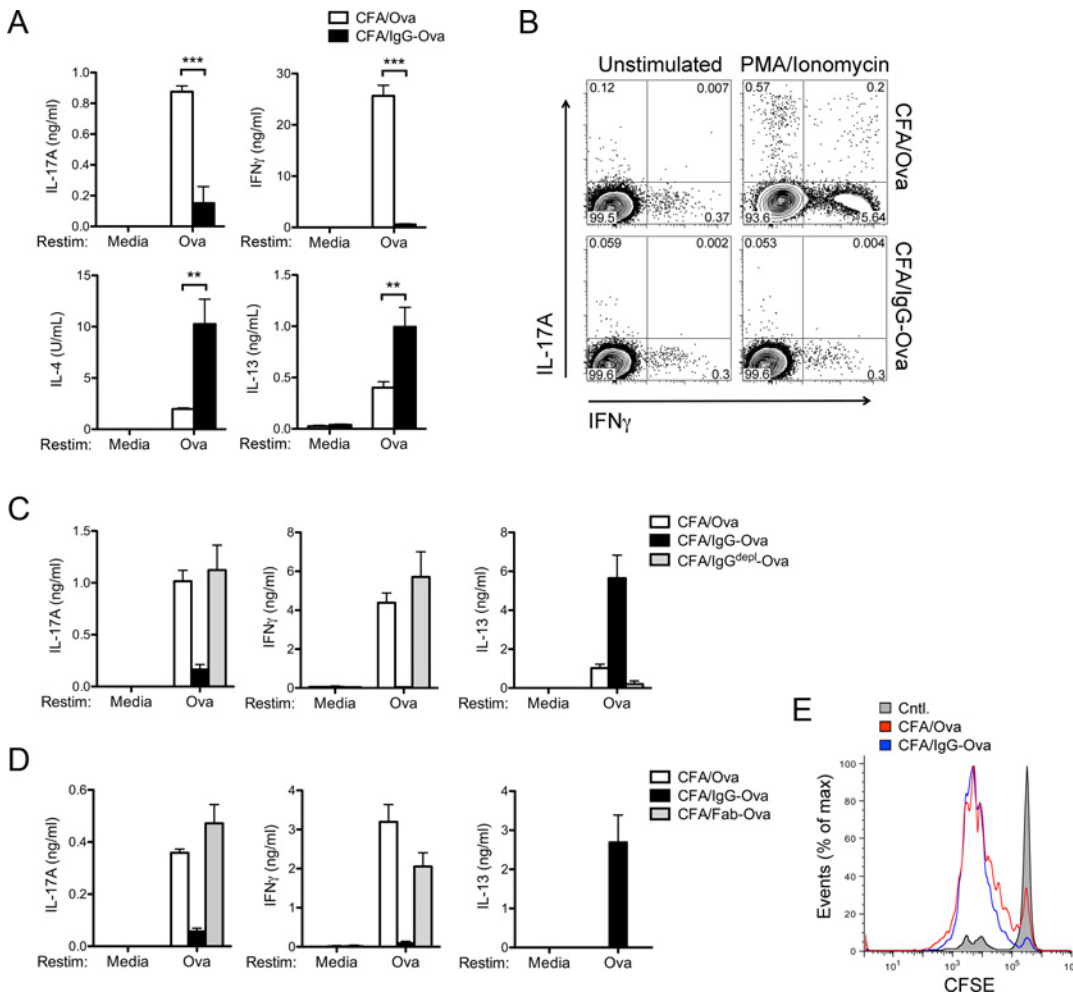 A
CFA/Ova
CFA/IgG-Ova
IL-17A (ng/ml)
1.0
0.8
0.6
0.4
0.2
0.0
***
Restim: Media Ova
IFNγ (ng/ml)
30
20
10
0
***
Restim: Media Ova
IL-4 (U/mL)
15
10
5
0
**
Restim: Media Ova
IL-13 (ng/mL)
1.5
1.0
0.5
0.0
**
Restim: Media Ova
B
Unstimulated PMA/Ionomycin
0.12 0.007
99.5 0.37
0.57 0.2
93.6 5.64
CFA/Ova
0.059 0.002
99.6 0.3
0.053 0.004
99.6 0.3
CFA/IgG-Ova
IL-17A
IFNγ
C
CFA/Ova
CFA/IgG-Ova
CFA/IgGdepl-Ova
IL-17A (ng/ml)
1.5
1.0
0.5
0.0
Restim: Media Ova
IFNγ (ng/ml)
8
6
4
2
0
Restim: Media Ova
IL-13 (ng/ml)
8
6
4
2
0
Restim: Media Ova
D
CFA/Ova
CFA/IgG-Ova
CFA/Fab-Ova
IL-17A (ng/ml)
0.6
0.4
0.2
0.0
Restim: Media Ova
IFNγ (ng/ml)
4
3
2
1
0
Restim: Media Ova
IL-13 (ng/ml)
4
3
2
1
0
Restim: Media Ova
E
Cntl.
CFA/Ova
CFA/IgG-Ova
Events (% of max)
100
80
60
40
20
0
10¹ 10³ 10⁵ 10⁷
CFSE